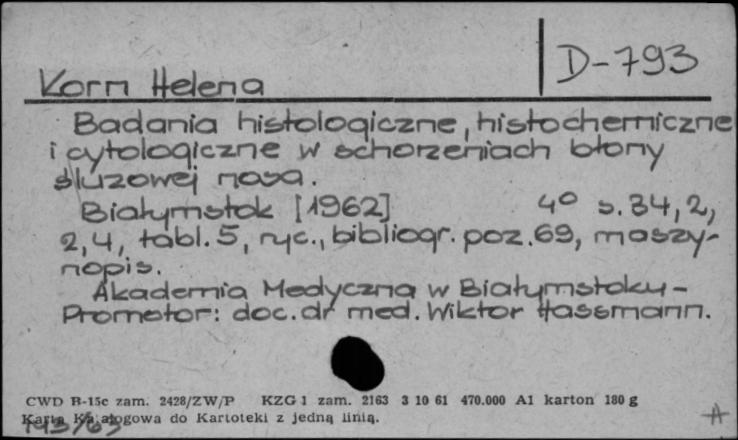 Korn Helena
D-793
Badania histologiczne, histochemiczne
i cytologiczne w schorzeniach błony
śluzowej nosa.
Białymstok [1962] 4° s. 34, 2,
2, 4, tabl. 5, ryc., bibliogr. poz. 69, maszy-
nopis.
Akademia Medyczna w Białymstoku -
Promotor: doc. dr med. Wiktor Hassmann.
CWD B-15c zam. 2428/ZW/P KZG 1 zam. 2163 3 10 61 470.000 A1 karton 180 g
Karta Katalogowa do Kartoteki z jedną linią.
143/63
A